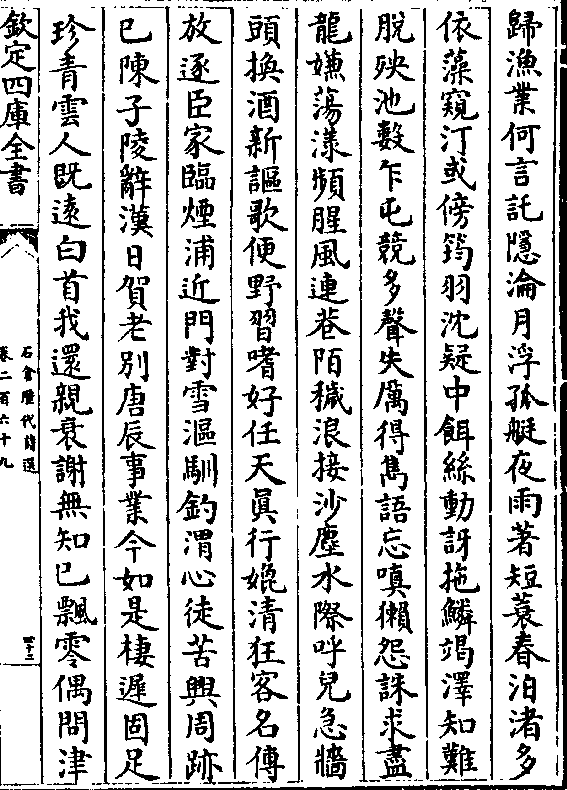 歸漁業何言託隱淪月浮孤艇夜雨著短蓑春泊渚多
依藻窺汀或傍筠羽沈疑中餌絲動訝拖鱗竭澤知難
脫殃池數乍屯競多聲失厲得雋語忘嗔獺怨誅求盡
龍嫌蕩漾頻腥風連巷陌穢浪接沙塵水際呼兒急牆
頭換酒新謳歌便野習嗜好任天眞行媲清狂客名傳
放逐臣家臨煙浦近門對雪漚馴釣渭心徒苦興周跡
已陳子陵辭漢日賀老別唐辰事業今如是棲遲固足
珍青雲人既遠白首我還親衰謝無知已飄零偶問津
欽定四庫全書
石倉歷代詩選
卷二百六十九
四十三